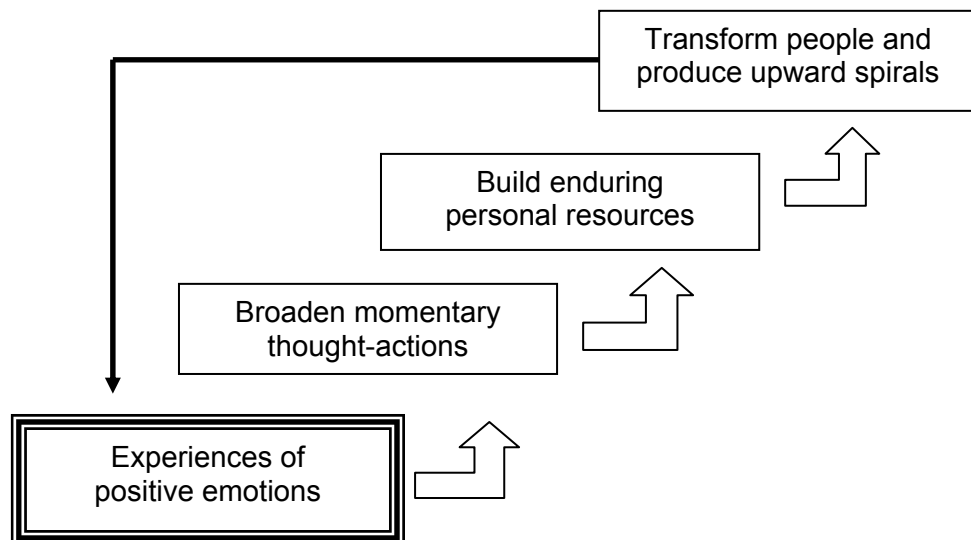 Transform people and
produce upward spirals
Build enduring
personal resources
Broaden momentary
thought-actions
Experiences of
positive emotions